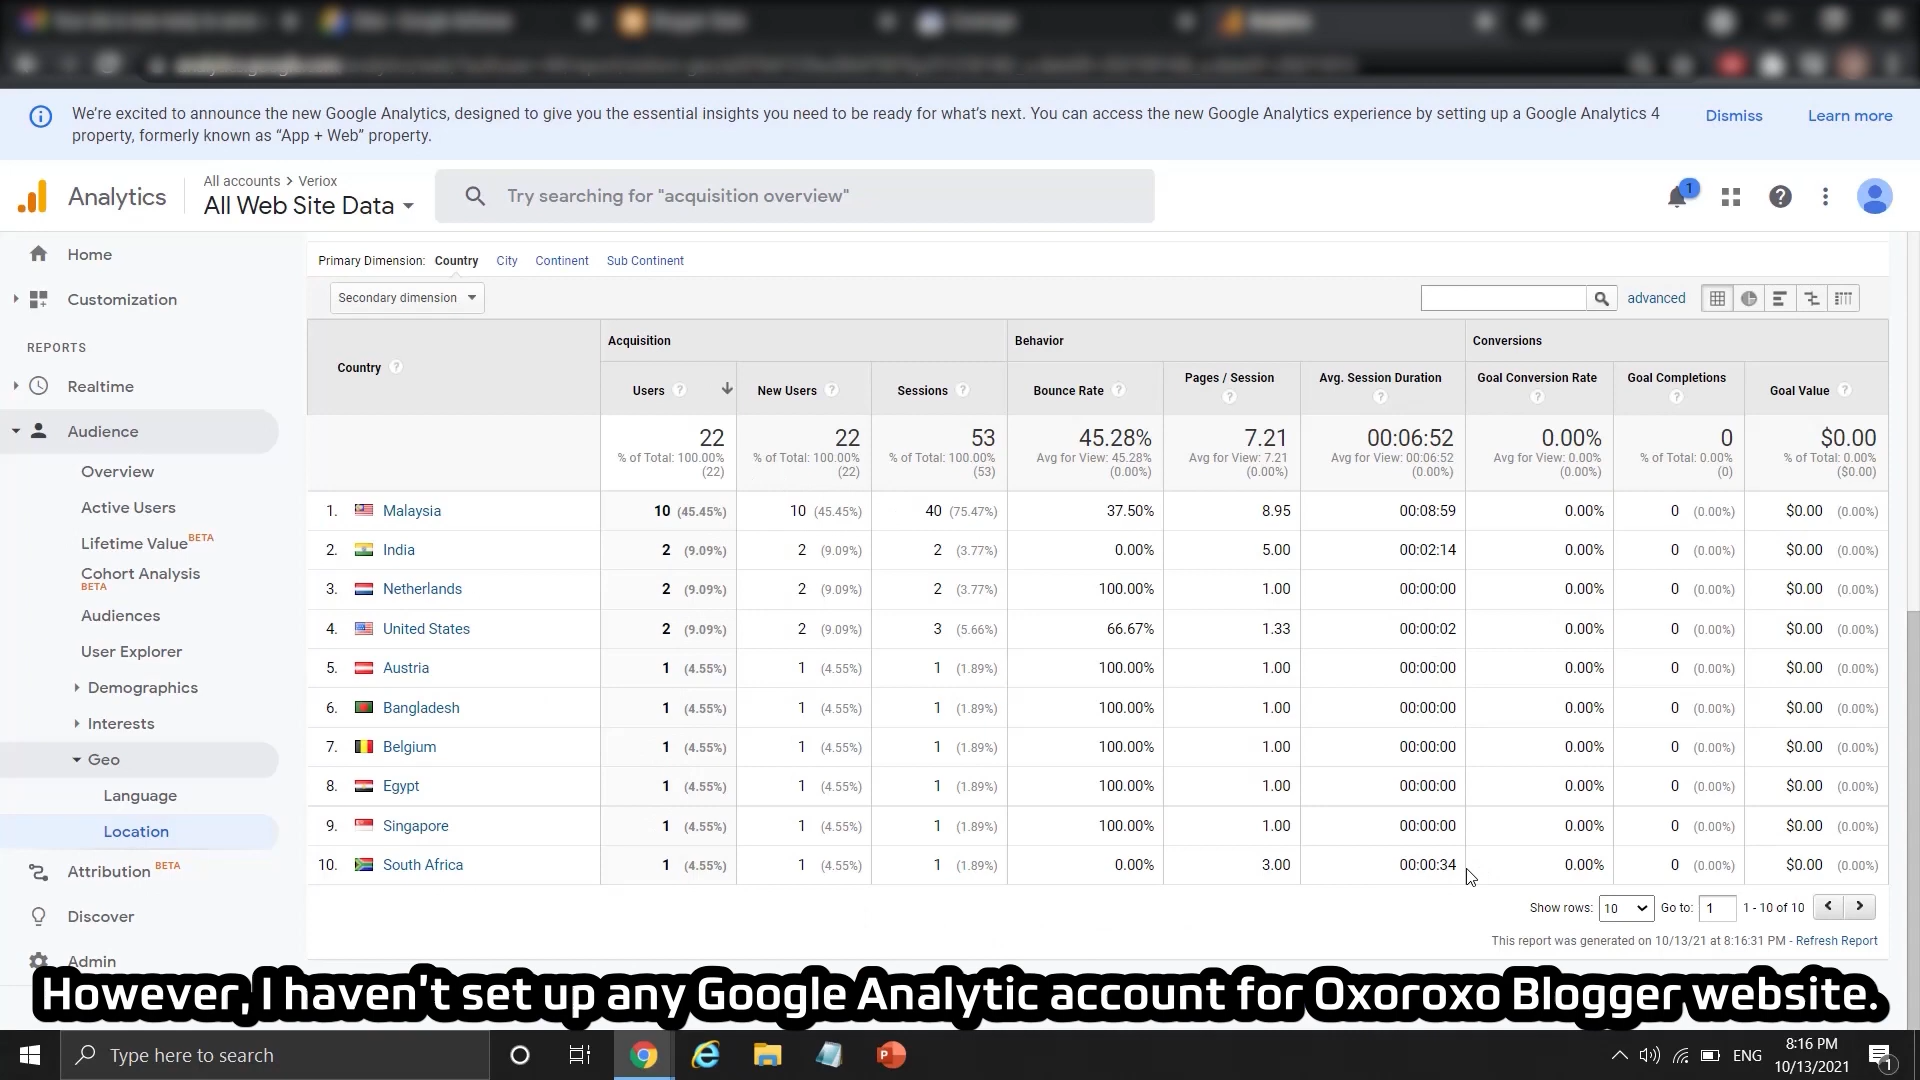 We're excited to announce the new Google Analytics, designed to give you the essential insights you need to be ready for what's next. You can access the new Google Analytics experience by setting up a Google Analytics 4
property, formerly known as “App + Web” property.
Dismiss
Learn more
Analytics
All accounts > Veriox
All Web Site Data
Try searching for "acquisition overview"
1
Home
Customization
REPORTS
Realtime
Audience
Overview
Active Users
Lifetime Value BETA
Cohort Analysis
BETA
Audiences
User Explorer
Demographics
Interests
Geo
Language
Location
Attribution BETA
Discover
Admin
Primary Dimension: Country City Continent Sub Continent
Secondary dimension
advanced
Country
Acquisition Behavior Conversions
Users New Users Sessions Bounce Rate Pages / Session Avg. Session Duration Goal Conversion Rate Goal Completions Goal Value
22 22 53 45.28% 7.21 00:06:52 0.00% 0 $0.00
% of Total: 100.00% % of Total: 100.00% % of Total: 100.00% Avg for View: 45.28% Avg for View: 7.21 Avg for View: 00:06:52 Avg for View: 0.00% % of Total: 0.00% % of Total: 0.00%
(22) (22) (53) (0.00%) (0.00%) (0.00%) (0.00%) (0) ($0.00)
1. Malaysia 10 (45.45%) 10 (45.45%) 40 (75.47%) 37.50% 8.95 00:08:59 0.00% 0 (0.00%) $0.00 (0.00%)
2. India 2 (9.09%) 2 (9.09%) 2 (3.77%) 0.00% 5.00 00:02:14 0.00% 0 (0.00%) $0.00 (0.00%)
3. Netherlands 2 (9.09%) 2 (9.09%) 2 (3.77%) 100.00% 1.00 00:00:00 0.00% 0 (0.00%) $0.00 (0.00%)
4. United States 2 (9.09%) 2 (9.09%) 3 (5.66%) 66.67% 1.33 00:00:02 0.00% 0 (0.00%) $0.00 (0.00%)
5. Austria 1 (4.55%) 1 (4.55%) 1 (1.89%) 100.00% 1.00 00:00:00 0.00% 0 (0.00%) $0.00 (0.00%)
6. Bangladesh 1 (4.55%) 1 (4.55%) 1 (1.89%) 100.00% 1.00 00:00:00 0.00% 0 (0.00%) $0.00 (0.00%)
7. Belgium 1 (4.55%) 1 (4.55%) 1 (1.89%) 100.00% 1.00 00:00:00 0.00% 0 (0.00%) $0.00 (0.00%)
8. Egypt 1 (4.55%) 1 (4.55%) 1 (1.89%) 100.00% 1.00 00:00:00 0.00% 0 (0.00%) $0.00 (0.00%)
9. Singapore 1 (4.55%) 1 (4.55%) 1 (1.89%) 100.00% 1.00 00:00:00 0.00% 0 (0.00%) $0.00 (0.00%)
10. South Africa 1 (4.55%) 1 (4.55%) 1 (1.89%) 0.00% 3.00 00:00:34 0.00% 0 (0.00%) $0.00 (0.00%)
Show rows: 10 Go to: 1 1 - 10 of 10
This report was generated on 10/13/21 at 8:16:31 PM - Refresh Report
However, I haven't set up any Google Analytic account for Oxoroxo Blogger website.
Type here to search
ENG
8:16 PM
10/13/2021
1